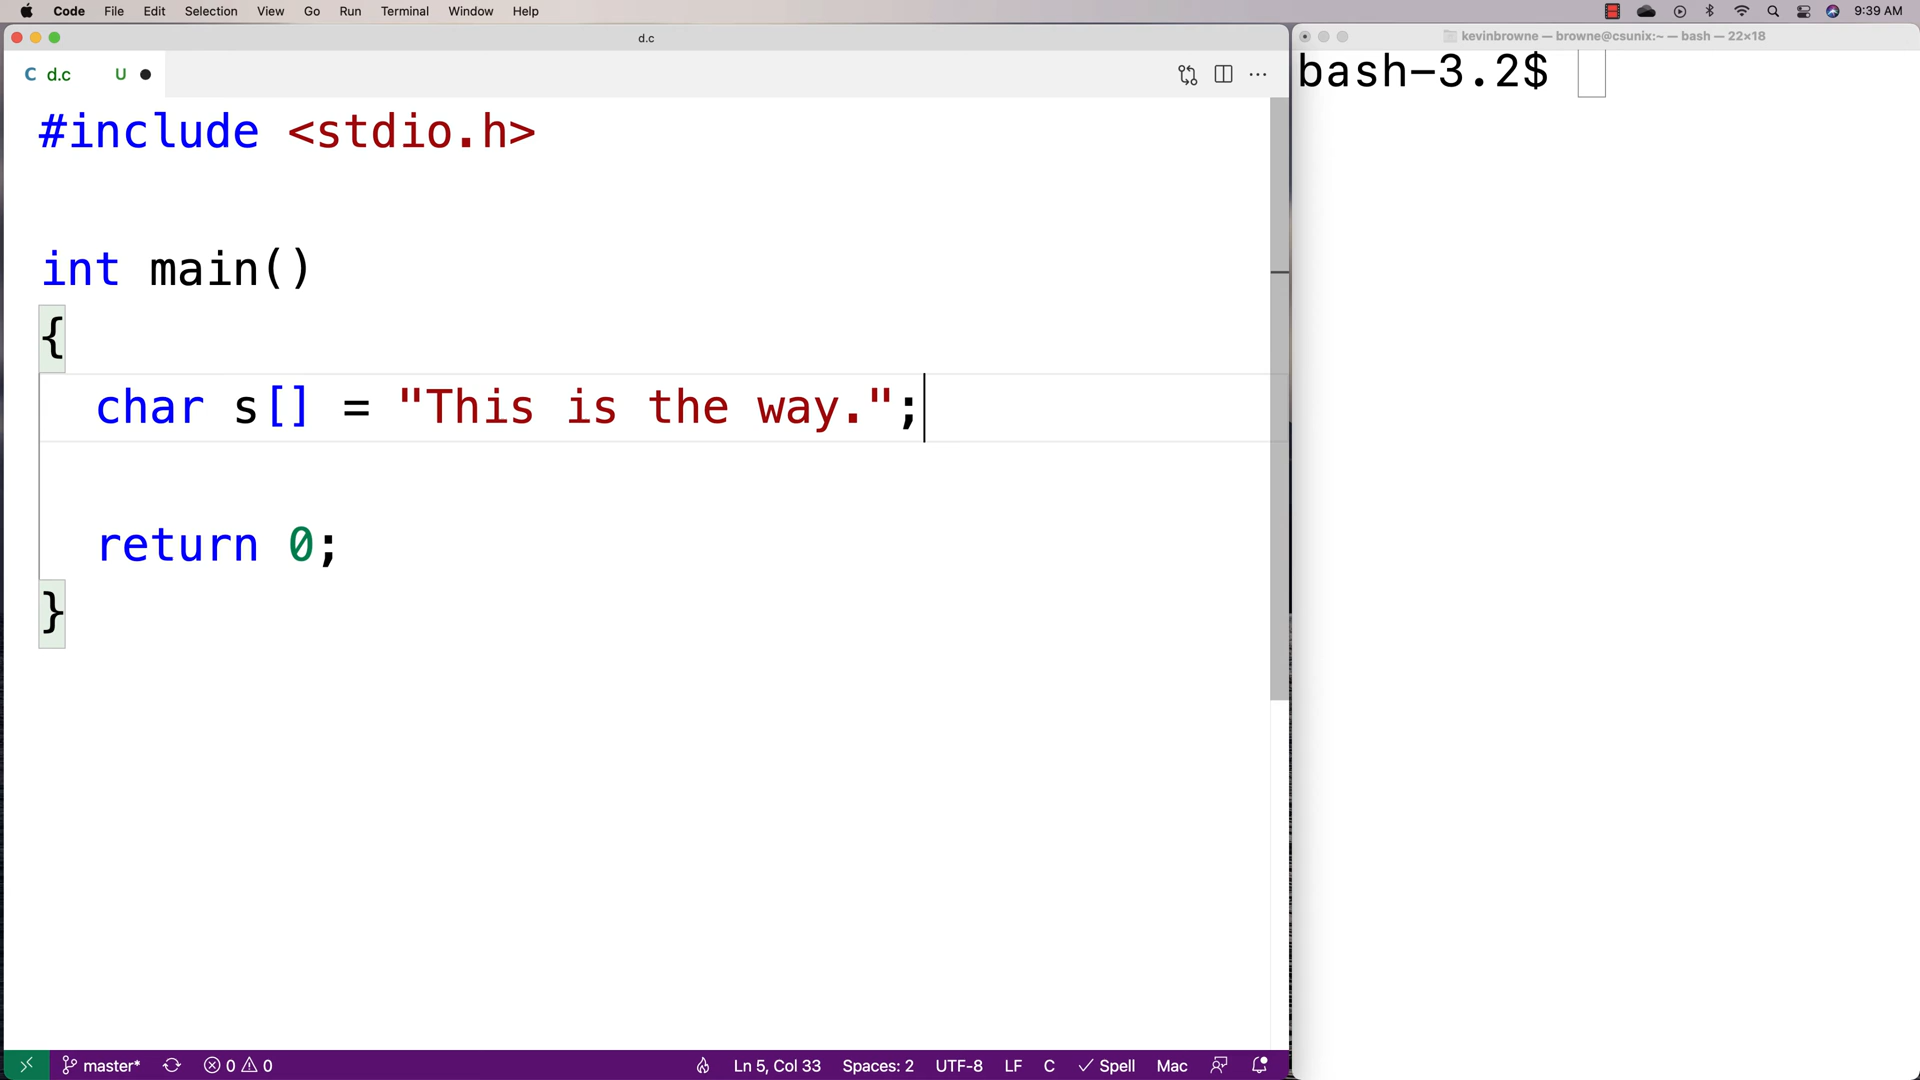 Code File Edit Selection View Go Run Terminal Window Help 9:39 AM
d.c
C d.c U
#include <stdio.h>
int main()
{
char s[] = "This is the way.";
return 0;
}
master* 0 0 Ln 5, Col 33 Spaces: 2 UTF-8 LF C Spell Mac
kevinbrowne — browne@csunix:~ — bash — 22×18
bash-3.2$